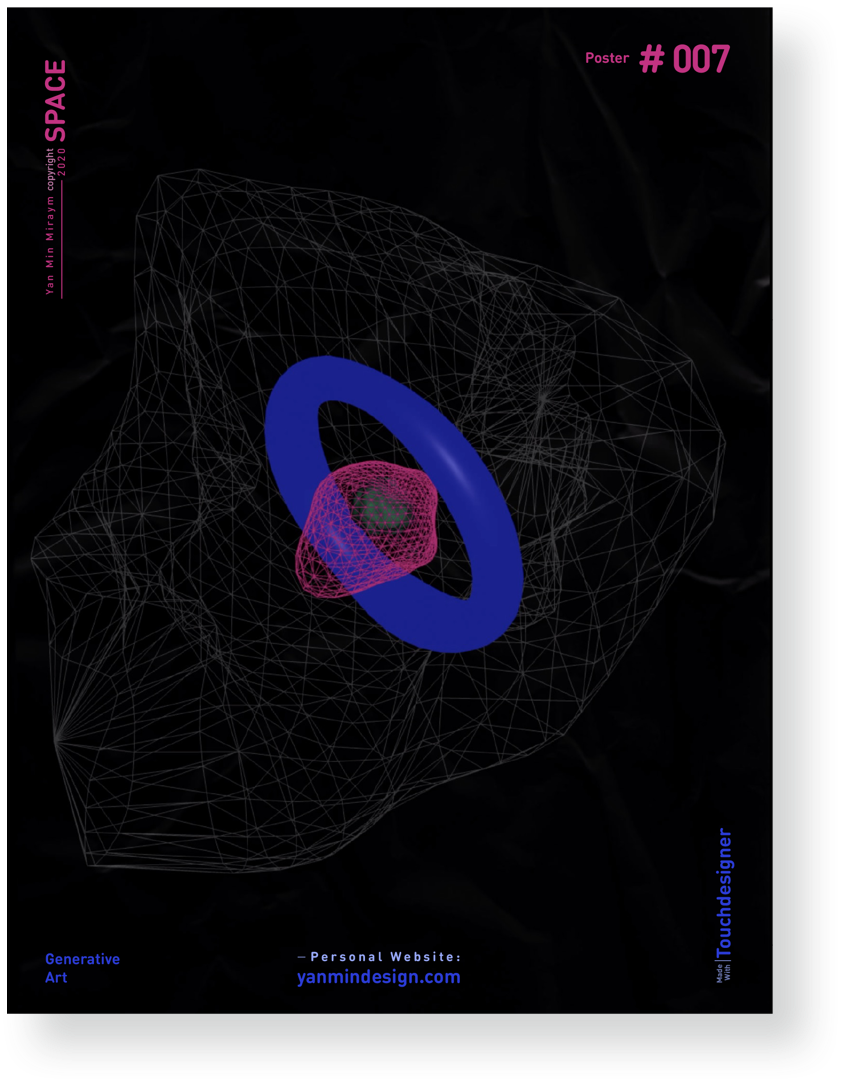 Poster # 007
SPACE
Yan Min Miraym copyright
2020
Made
With
Touchdesigner
Generative
Art
– Personal Website:
yanmindesign.com